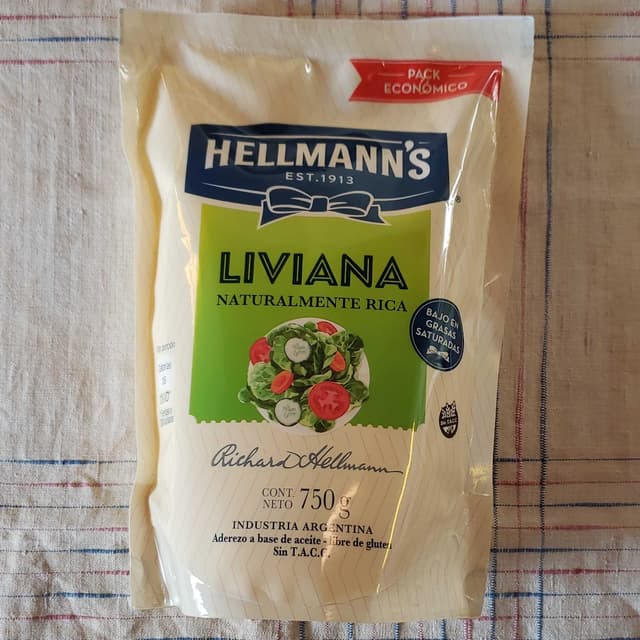 PACK
ECONÓMICO
HELLMANN'S
EST.1913
®
LIVIANA
NATURALMENTE RICA
BAJO EN
GRASAS
SATURADAS
SIN T.A.C.C.
Richard Hellmann
CONT.
NETO 750 g
INDUSTRIA ARGENTINA
Aderezo a base de aceite - libre de gluten
Sin T.A.C.C.